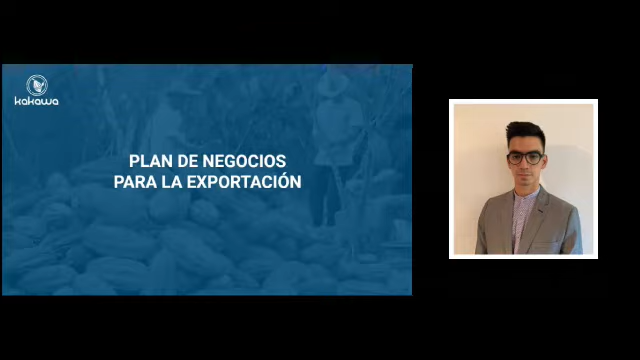 kakawa
PLAN DE NEGOCIOS
PARA LA EXPORTACIÓN